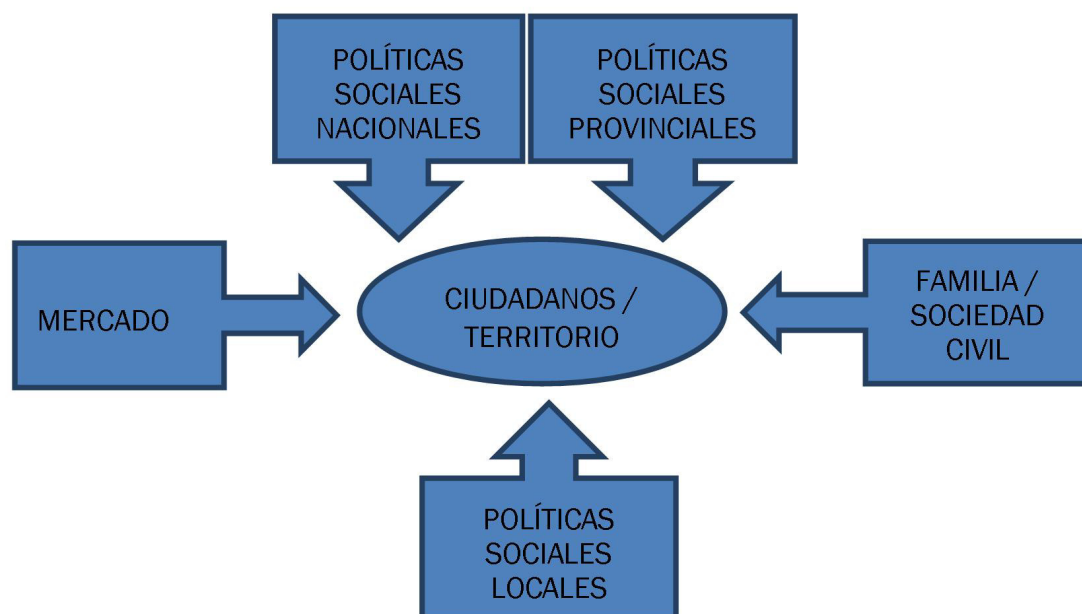 POLÍTICAS
SOCIALES
NACIONALES
POLÍTICAS
SOCIALES
PROVINCIALES
MERCADO
CIUDADANOS /
TERRITORIO
FAMILIA /
SOCIEDAD
CIVIL
POLÍTICAS
SOCIALES
LOCALES